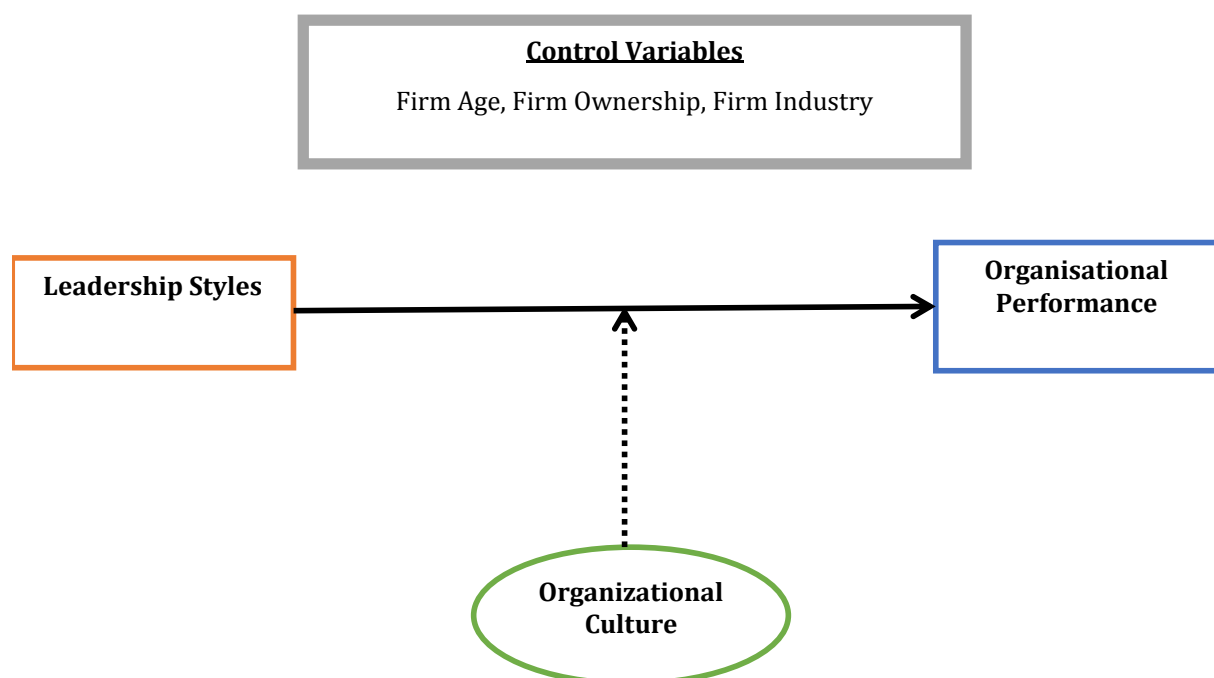 Control Variables
Firm Age, Firm Ownership, Firm Industry
Leadership Styles
Organisational
Performance
Organizational
Culture